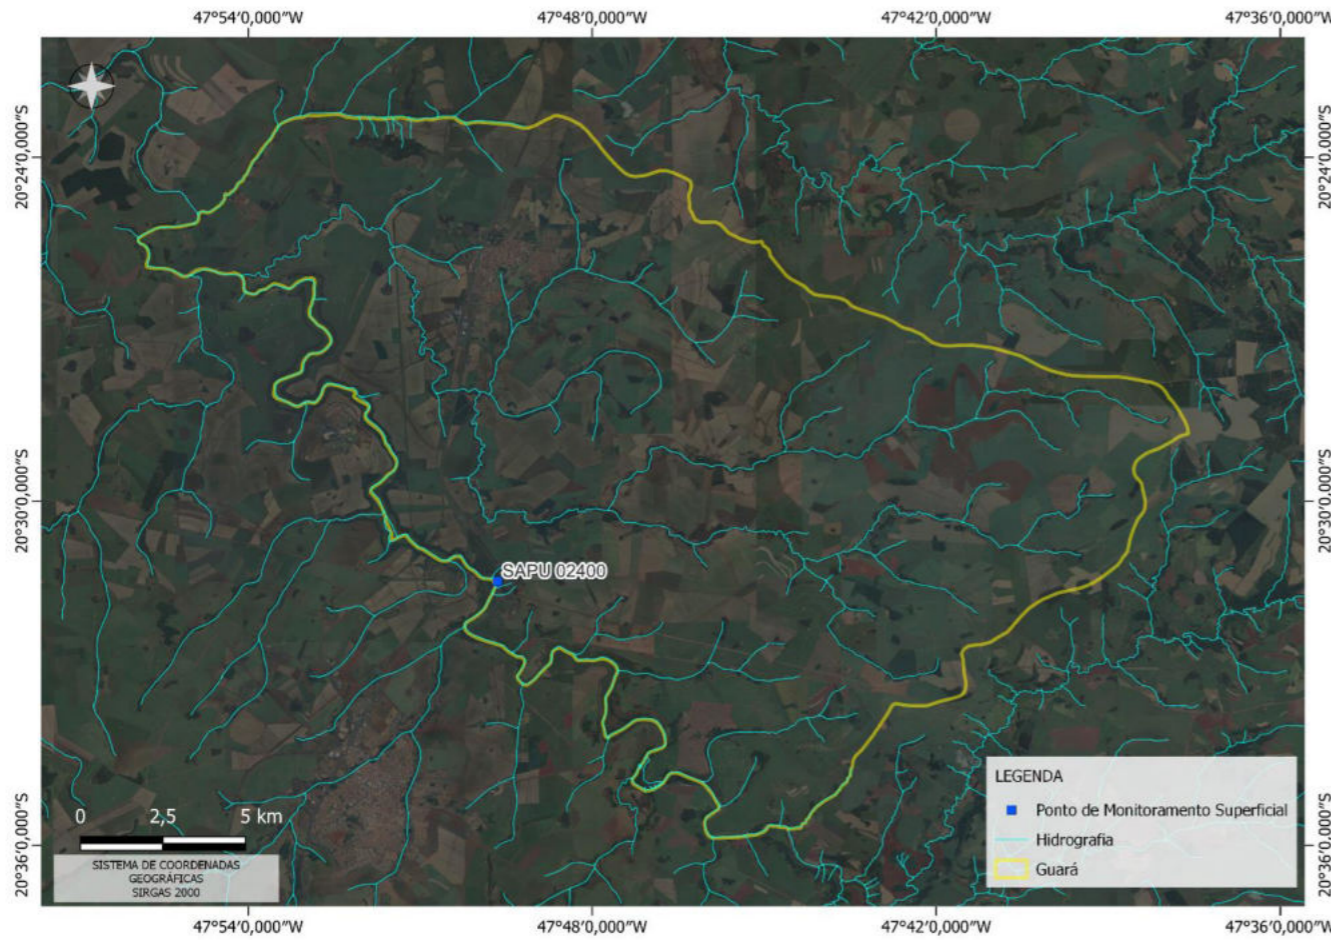 47°54'0,000"W 47°48'0,000"W 47°42'0,000"W 47°36'0,000"W
20°24'0,000"S 20°24'0,000"S
20°30'0,000"S 20°30'0,000"S
SAPU 02400
LEGENDA
Ponto de Monitoramento Superficial
Hidrografia
Guará
0 2,5 5 km
SISTEMA DE COORDENADAS
GEOGRÁFICAS
SIRGAS 2000
20°36'0,000"S 20°36'0,000"S
47°54'0,000"W 47°48'0,000"W 47°42'0,000"W 47°36'0,000"W